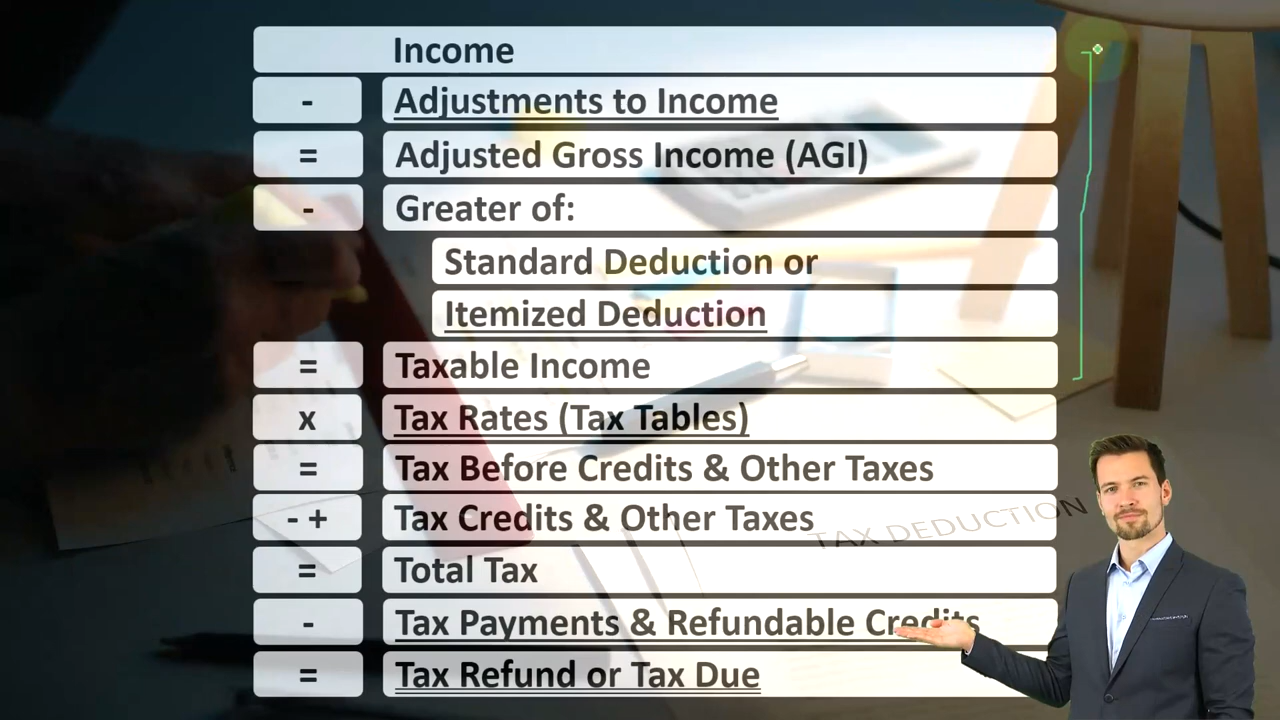 Income
- Adjustments to Income
= Adjusted Gross Income (AGI)
- Greater of:
Standard Deduction or
Itemized Deduction
= Taxable Income
x Tax Rates (Tax Tables)
= Tax Before Credits & Other Taxes
- + Tax Credits & Other Taxes
TAX DEDUCTION
= Total Tax
- Tax Payments & Refundable Credits
= Tax Refund or Tax Due